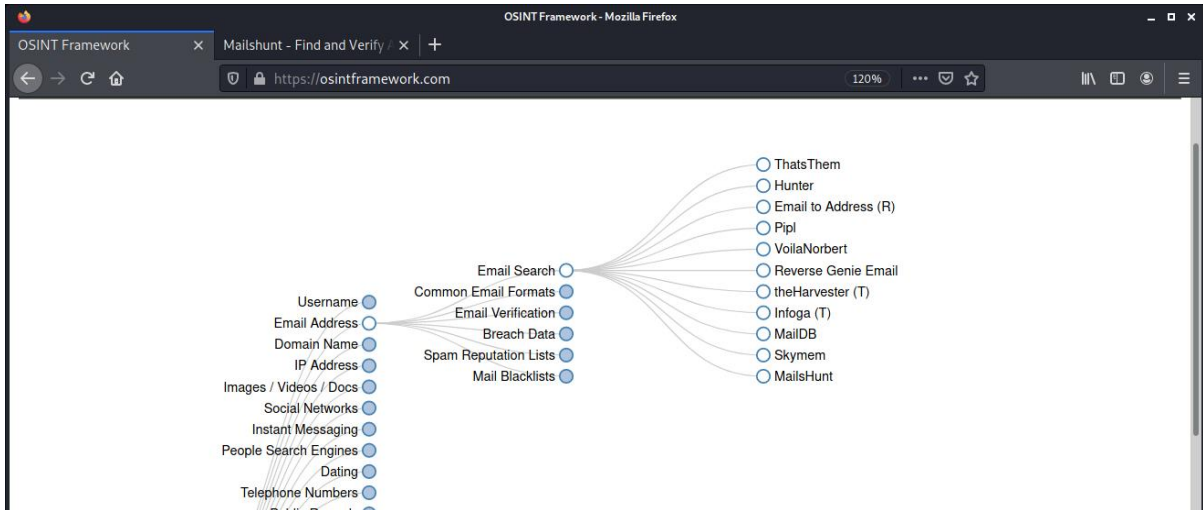 OSINT Framework - Mozilla Firefox
OSINT Framework
Mailshunt - Find and Verify
https://osintframework.com
120%
ThatsThem
Hunter
Email to Address (R)
Pipl
VoilaNorbert
Email Search
Reverse Genie Email
Common Email Formats
theHarvester (T)
Username
Email Verification
Infoga (T)
Email Address
Breach Data
MailDB
Domain Name
Spam Reputation Lists
Skymem
IP Address
Mail Blacklists
MailsHunt
Images / Videos / Docs
Social Networks
Instant Messaging
People Search Engines
Dating
Telephone Numbers